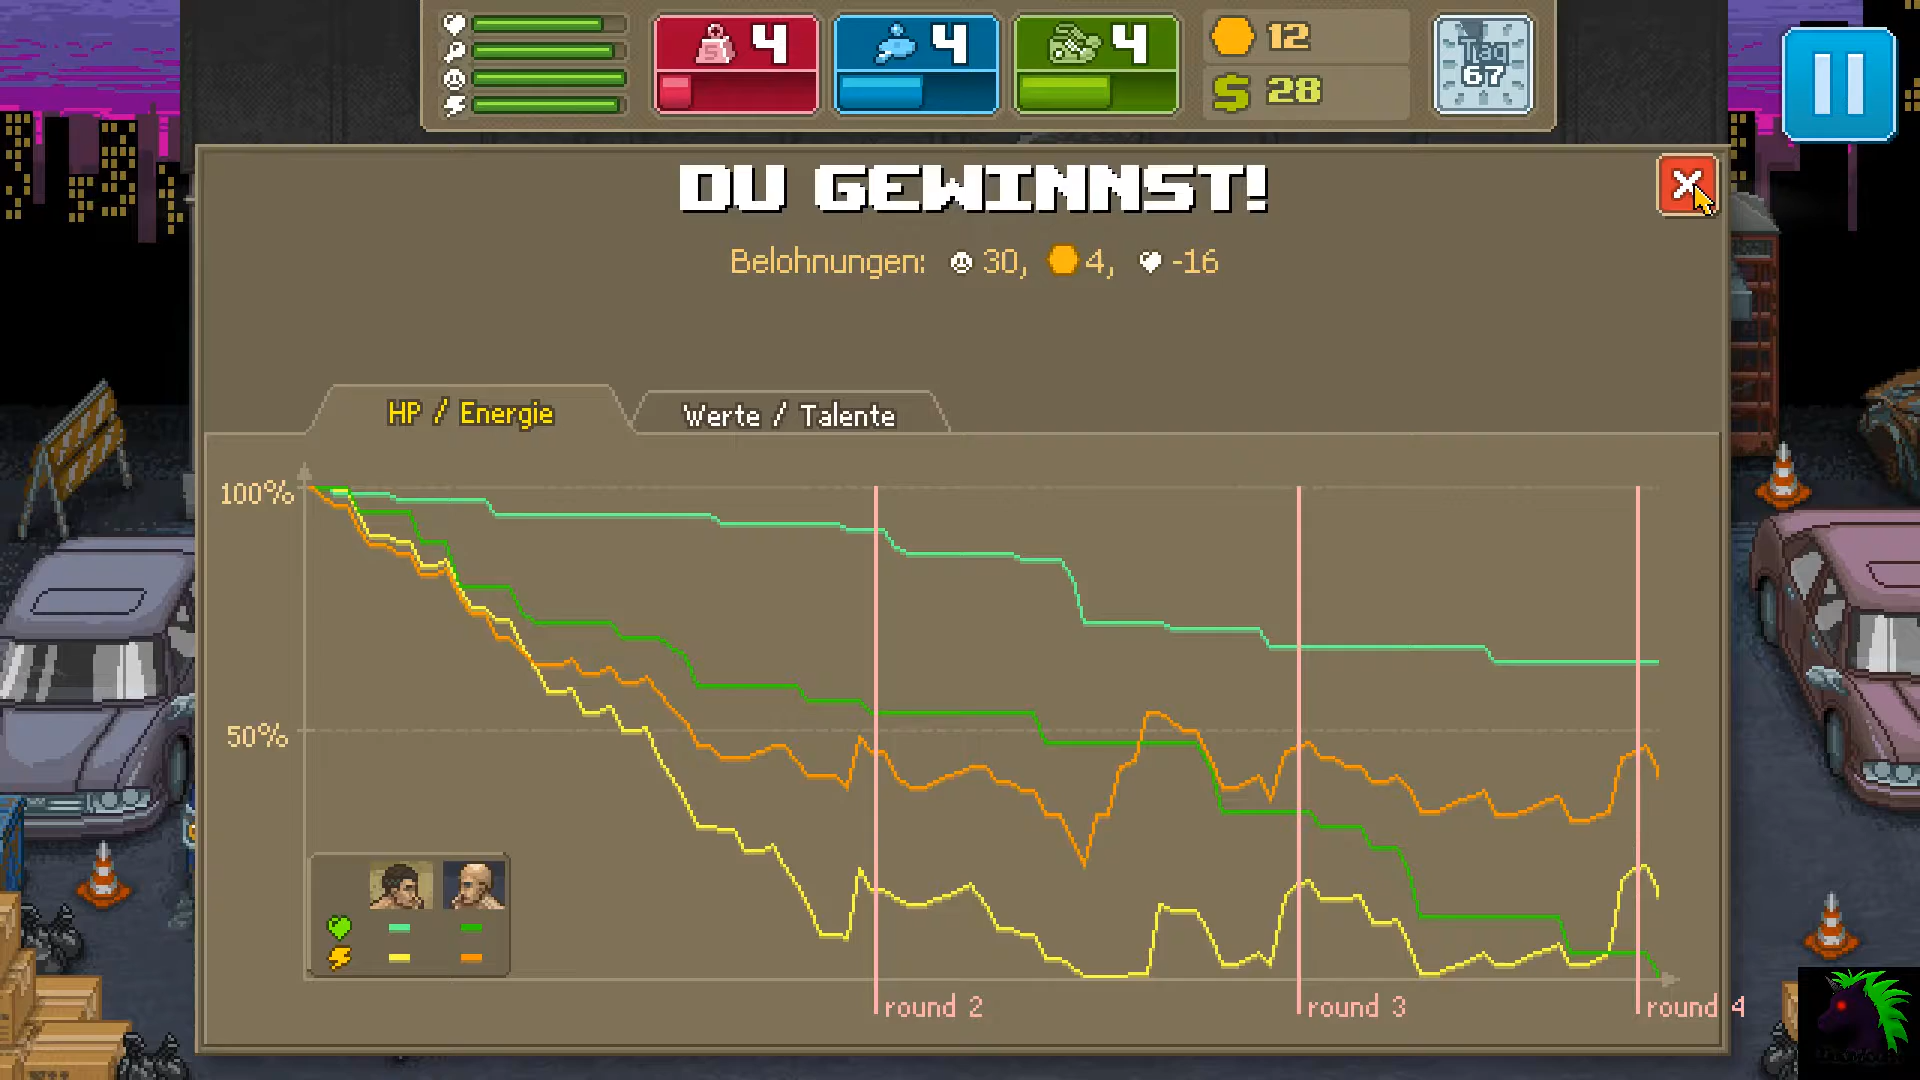 4
4
4
12
28
Tag
67
DU GEWINNST!
Belohnungen: 30, 4, -16
HP / Energie
Werte / Talente
100%
50%
round 2
round 3
round 4